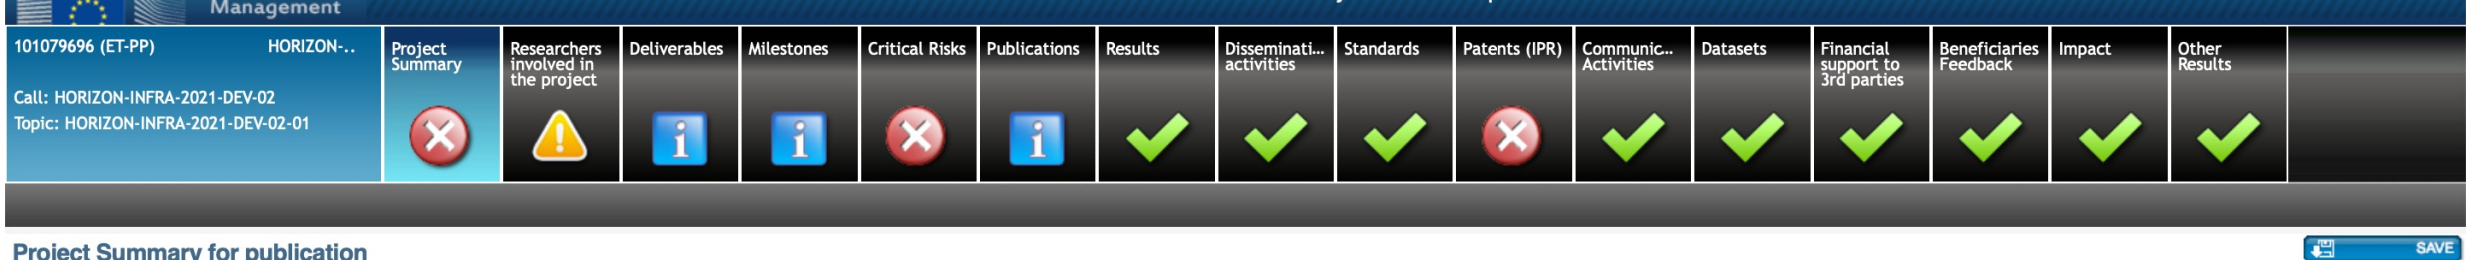 Management
101079696 (ET-PP) HORIZON-..
Call: HORIZON-INFRA-2021-DEV-02
Topic: HORIZON-INFRA-2021-DEV-02-01
Project
Summary
Researchers
involved in
the project
Deliverables
Milestones
Critical Risks
Publications
Results
Disseminati...
activities
Standards
Patents (IPR)
Communic...
Activities
Datasets
Financial
support to
3rd parties
Beneficiaries
Feedback
Impact
Other
Results
Project Summary for publication
SAVE